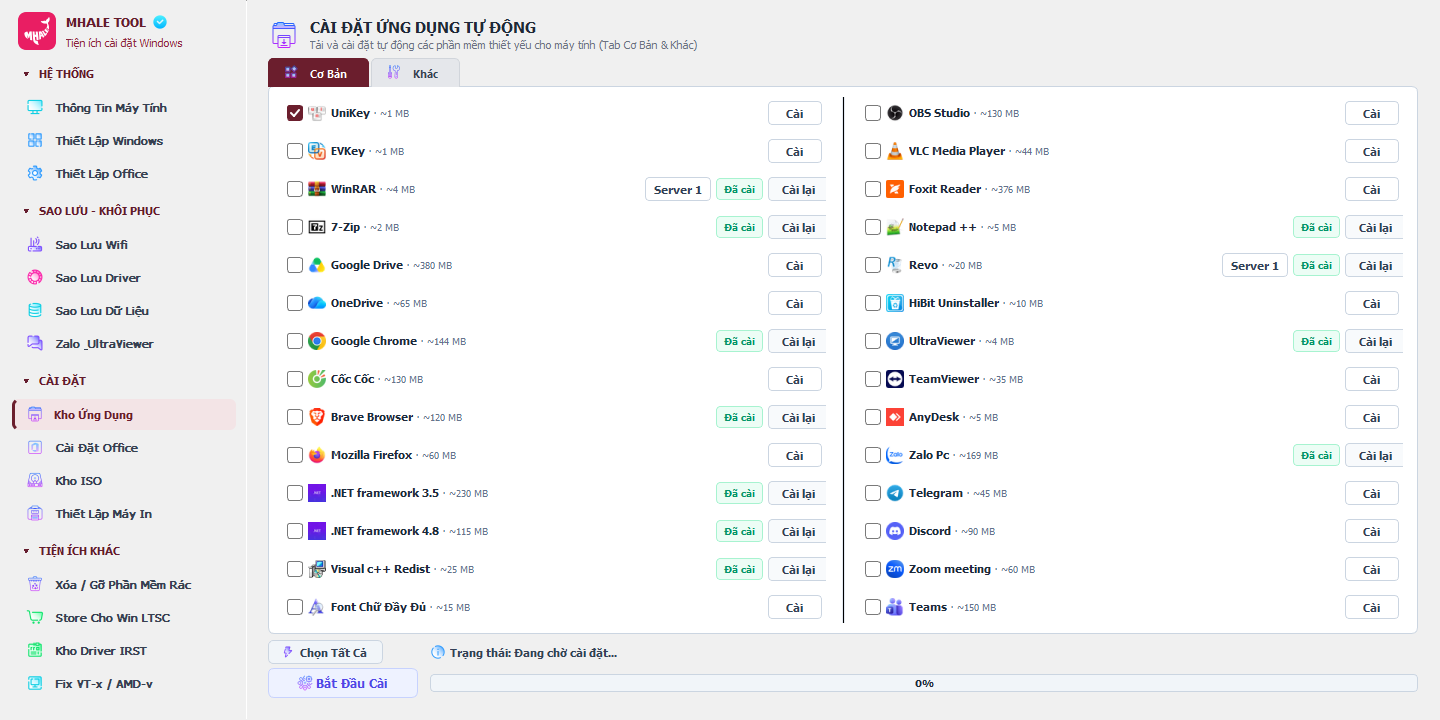 MHALE TOOL
Tiện ích cài đặt Windows
HỆ THỐNG
Thông Tin Máy Tính
Thiết Lập Windows
Thiết Lập Office
SAO LƯU - KHÔI PHỤC
Sao Lưu Wifi
Sao Lưu Driver
Sao Lưu Dữ Liệu
Zalo _UltraViewer
CÀI ĐẶT
Kho Ứng Dụng
Cài Đặt Office
Kho ISO
Thiết Lập Máy In
TIỆN ÍCH KHÁC
Xóa / Gỡ Phần Mềm Rác
Store Cho Win LTSC
Kho Driver IRST
Fix VT-x / AMD-v
CÀI ĐẶT ỨNG DỤNG TỰ ĐỘNG
Tải và cài đặt tự động các phần mềm thiết yếu cho máy tính (Tab Cơ Bản & Khác)
Cơ Bản
Khác
UniKey · ~1 MB Cài
EVKey · ~1 MB Cài
WinRAR · ~4 MB Server 1 Đã cài Cài lại
7-Zip · ~2 MB Đã cài Cài lại
Google Drive · ~380 MB Cài
OneDrive · ~65 MB Cài
Google Chrome · ~144 MB Đã cài Cài lại
Cốc Cốc · ~130 MB Cài
Brave Browser · ~120 MB Đã cài Cài lại
Mozilla Firefox · ~60 MB Cài
.NET framework 3.5 · ~230 MB Đã cài Cài lại
.NET framework 4.8 · ~115 MB Đã cài Cài lại
Visual c++ Redist · ~25 MB Đã cài Cài lại
Font Chữ Đầy Đủ · ~15 MB Cài
OBS Studio · ~130 MB Cài
VLC Media Player · ~44 MB Cài
Foxit Reader · ~376 MB Cài
Notepad ++ · ~5 MB Đã cài Cài lại
Revo · ~20 MB Server 1 Đã cài Cài lại
HiBit Uninstaller · ~10 MB Cài
UltraViewer · ~4 MB Đã cài Cài lại
TeamViewer · ~35 MB Cài
AnyDesk · ~5 MB Cài
Zalo Pc · ~169 MB Đã cài Cài lại
Telegram · ~45 MB Cài
Discord · ~90 MB Cài
Zoom meeting · ~60 MB Cài
Teams · ~150 MB Cài
Chọn Tất Cả
Trạng thái: Đang chờ cài đặt...
Bắt Đầu Cài
0%